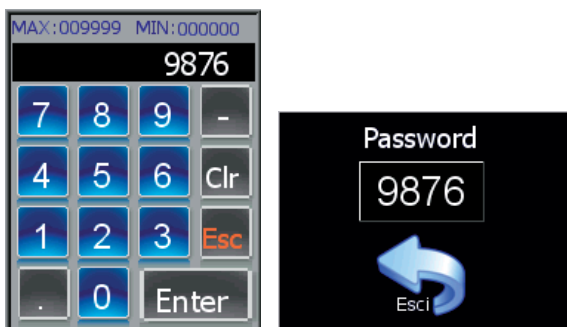 MAX:009999 MIN:000000
9876
7 8 9 -
4 5 6 Clr
1 2 3 Esc
. 0 Enter
Password
9876
Esci